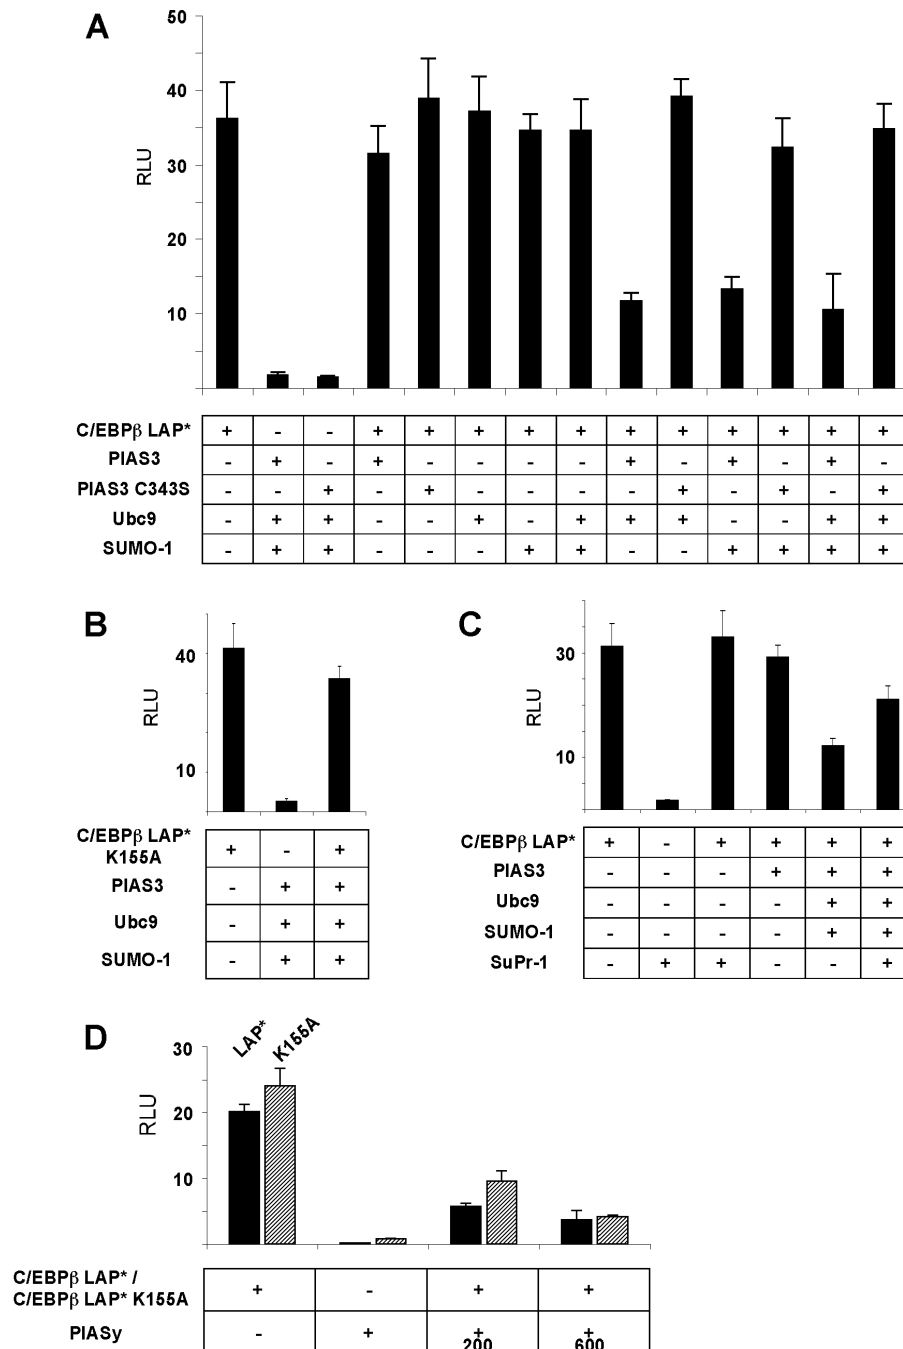 A
50
40
30
20
10
RLU
C/EBPβ LAP* + - - + + + + + + + + + + +
PIAS3 - + - + - - - - + - + - + -
PIAS3 C343S - - + - + - - - - + - + - +
Ubc9 - + + - - + - + + + - - + +
SUMO-1 - + + - - - + + - - + + + +
B
40
10
RLU
C/EBPβ LAP*
K155A + - +
PIAS3 - + +
Ubc9 - + +
SUMO-1 - + +
C
30
10
RLU
C/EBPβ LAP* + - + + + +
PIAS3 - - - + + +
Ubc9 - - - - + +
SUMO-1 - - - - + +
SuPr-1 - + + - - +
D
30
20
10
RLU
LAP*
K155A
C/EBPβ LAP* /
C/EBPβ LAP* K155A + - + +
PIASy - + + +
200 600